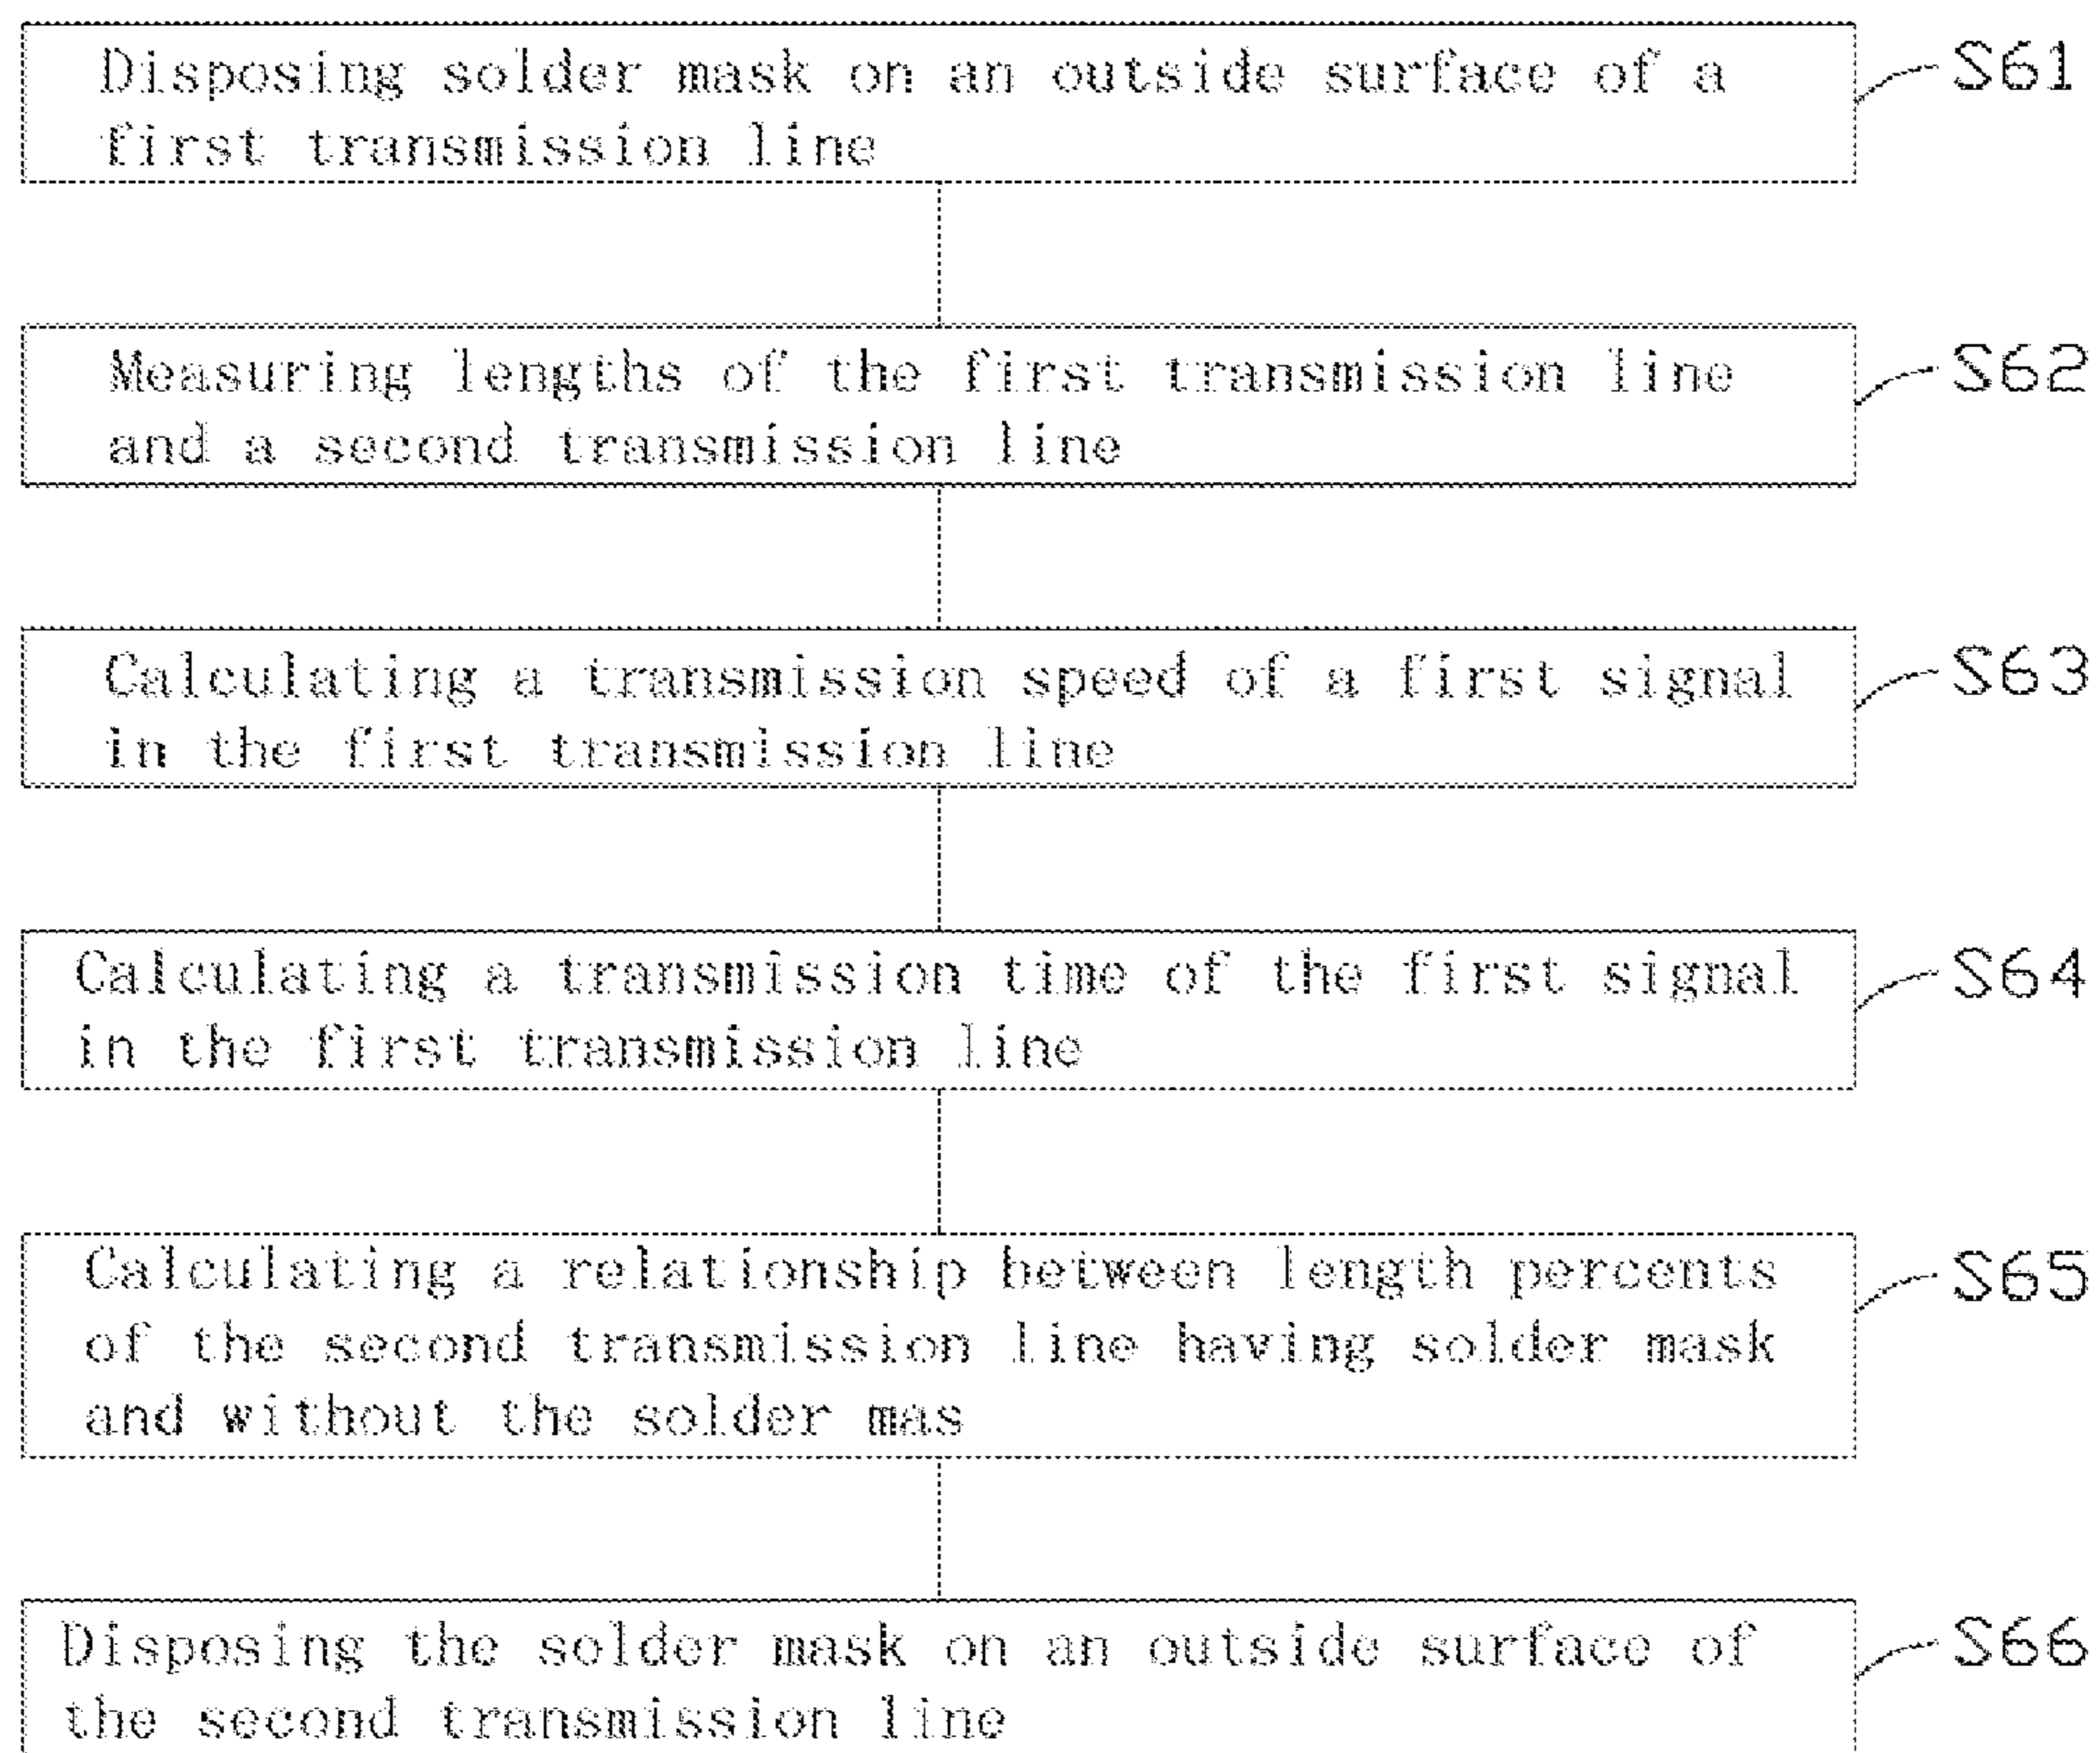 Disposing solder mask on an outside surface of a
first transmission line
S61
Measuring lengths of the first transmission line
and a second transmission line
S62
Calculating a transmission speed of a first signal
in the first transmission line
S63
Calculating a transmission time of the first signal
in the first transmission line
S64
Calculating a relationship between length percents
of the second transmission line having solder mask
and without the solder mas
S65
Disposing the solder mask on an outside surface of
the second transmission line
S66